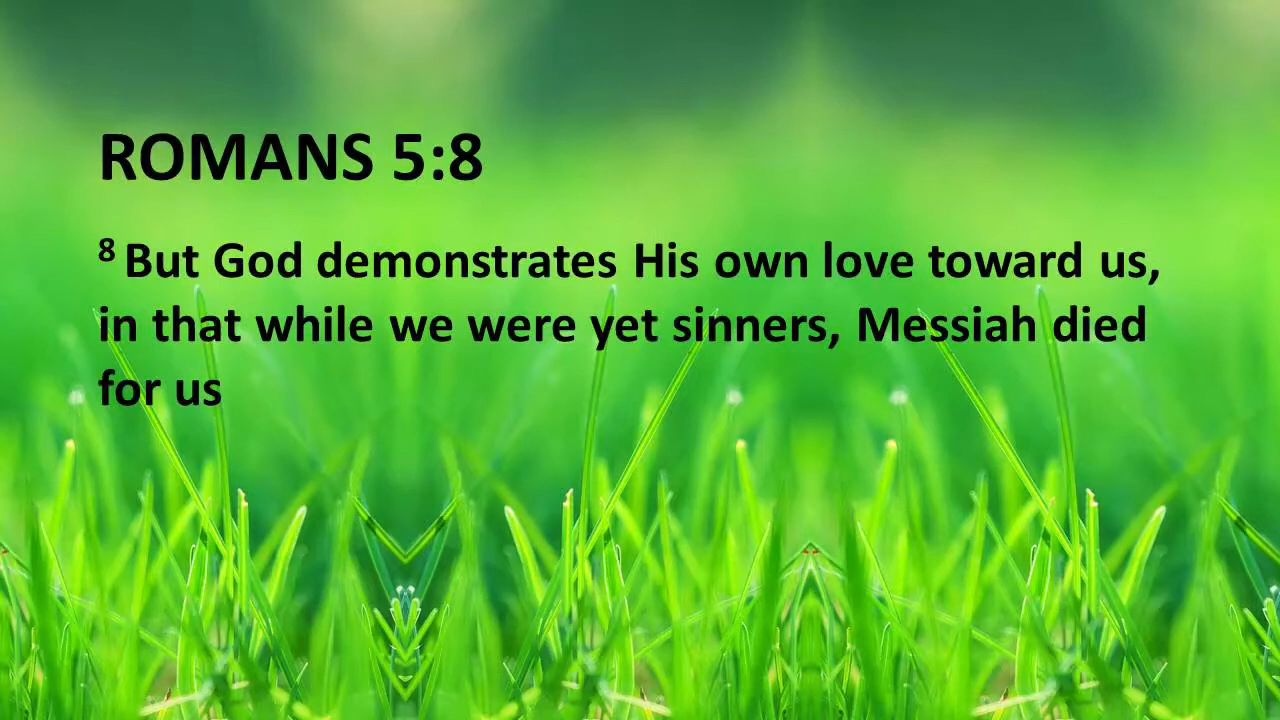 ROMANS 5:8
8 But God demonstrates His own love toward us,
in that while we were yet sinners, Messiah died
for us